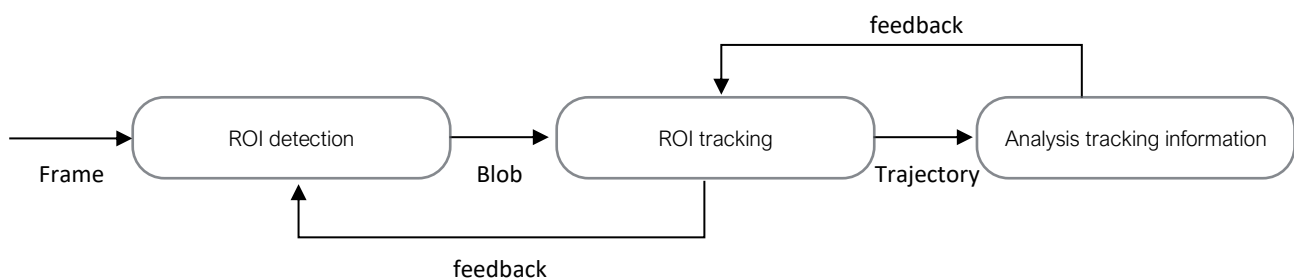 feedback
ROI detection
ROI tracking
Analysis tracking information
Frame
Blob
Trajectory
feedback